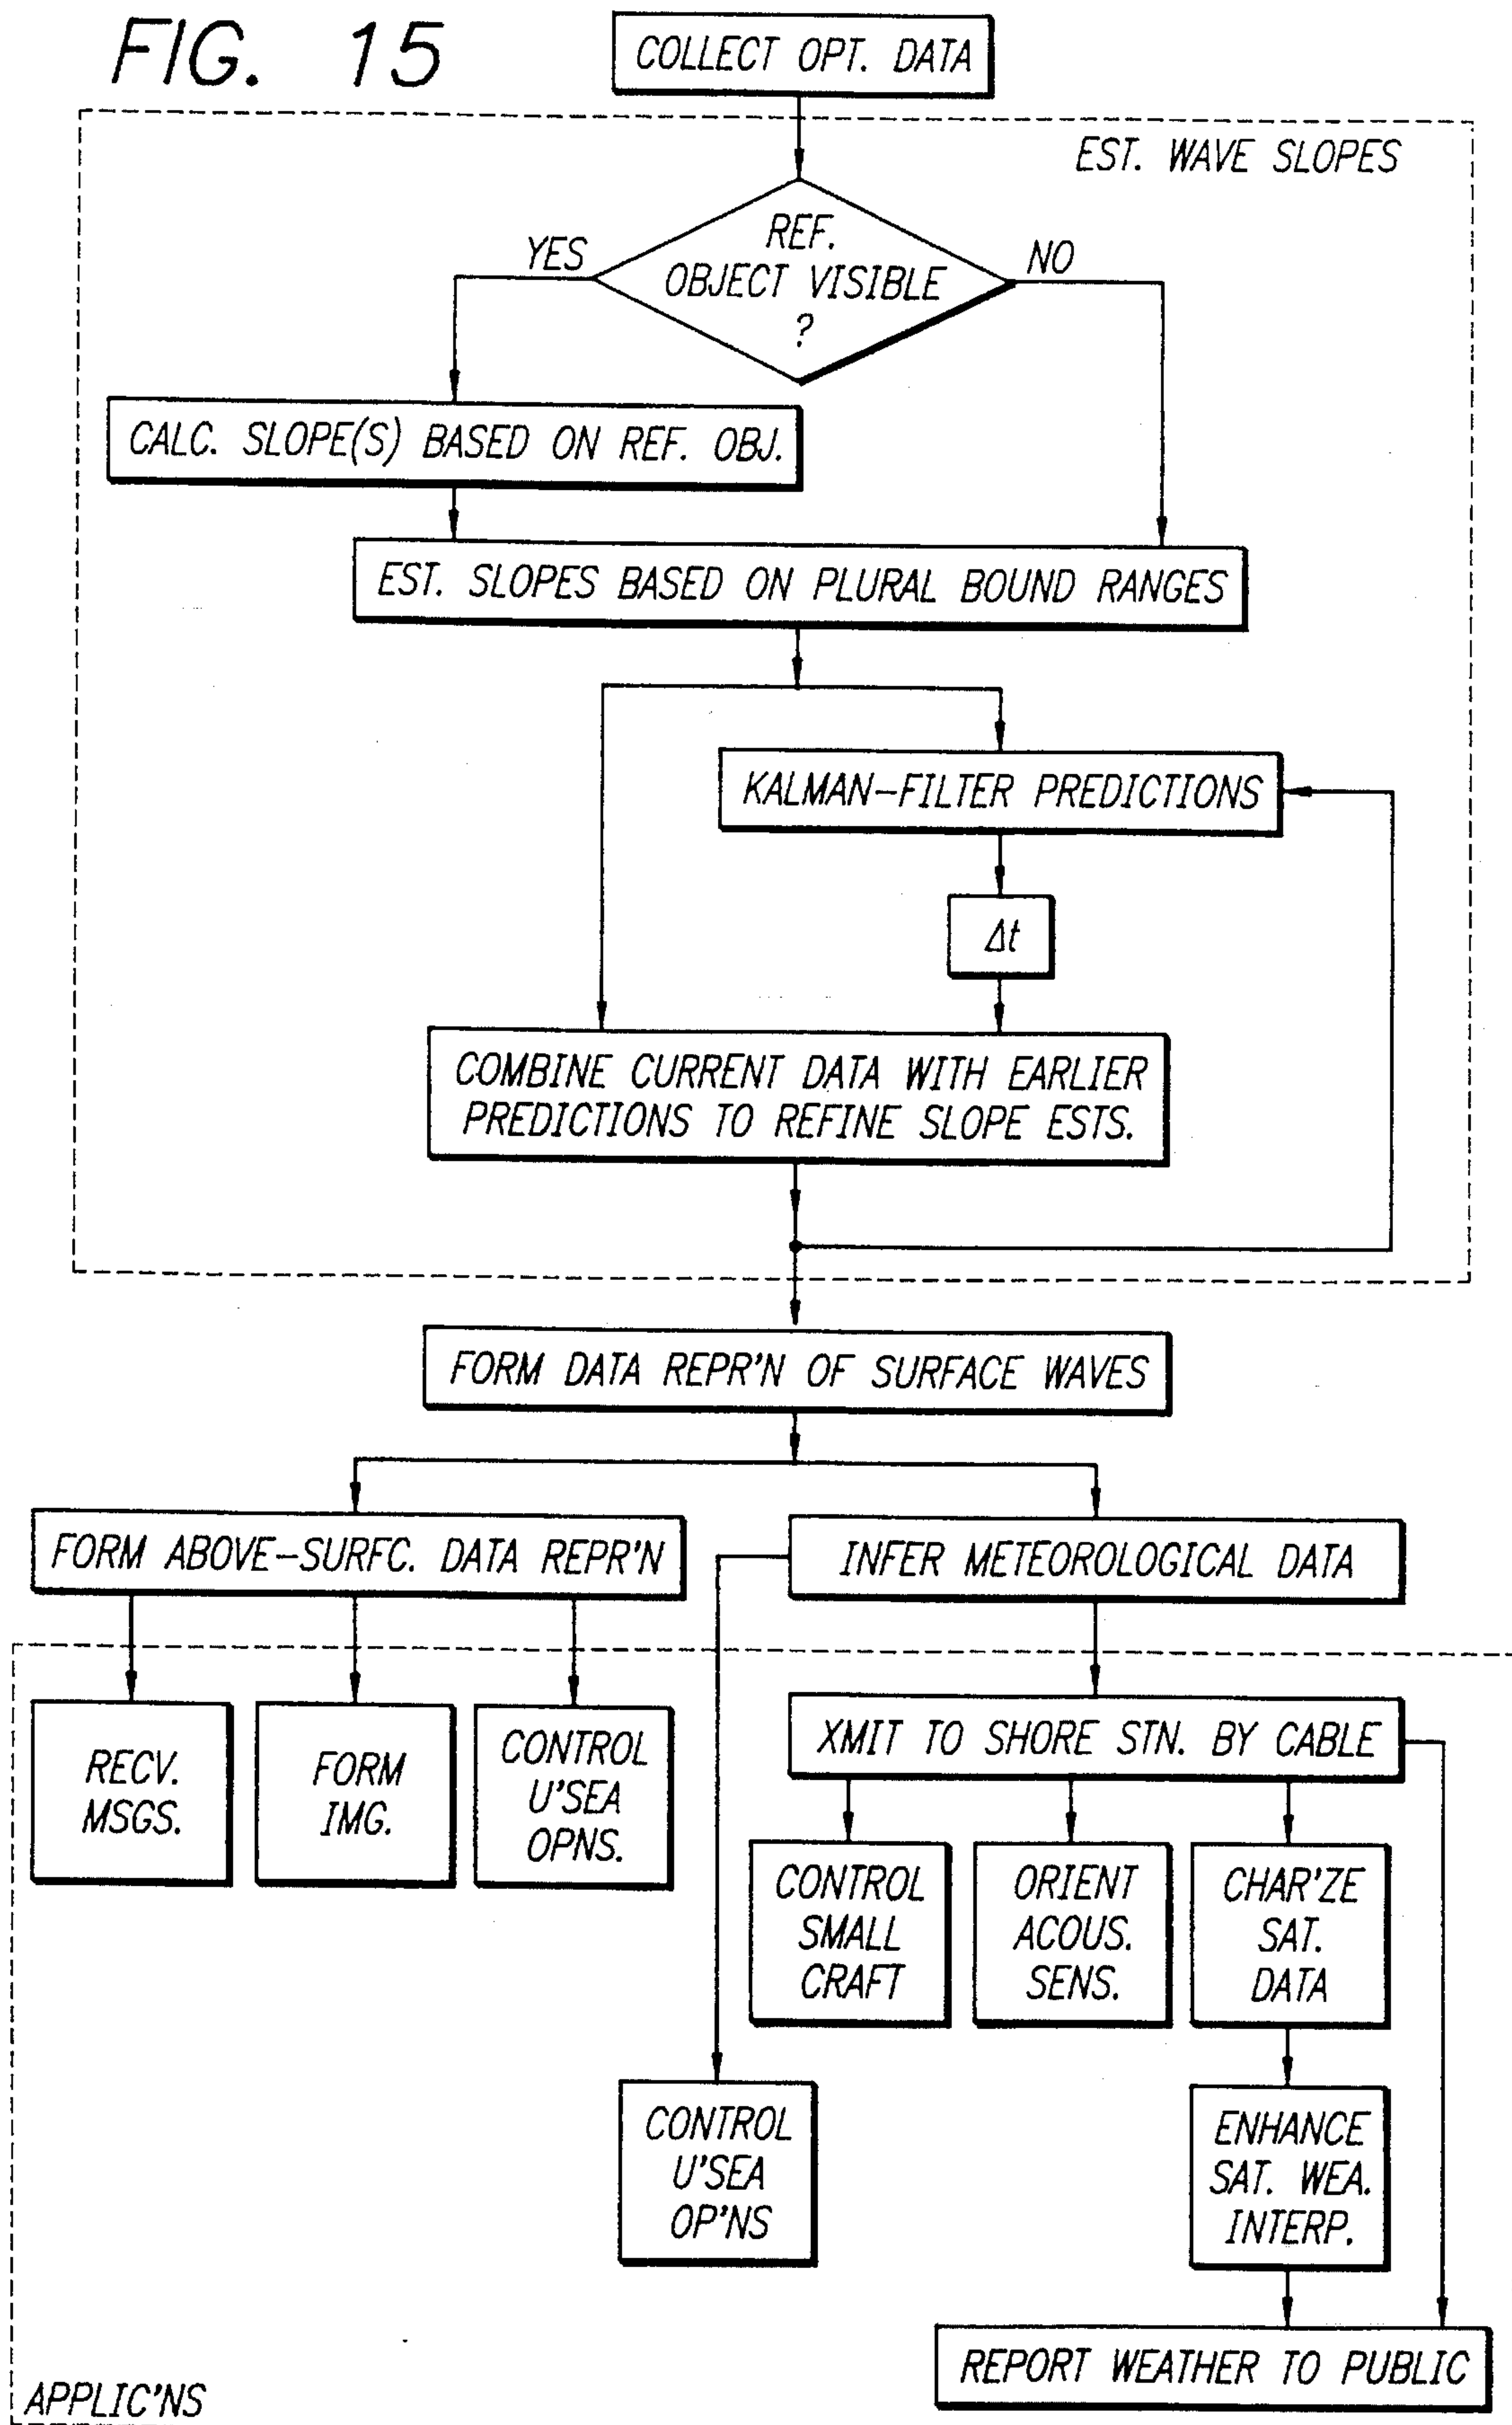 FIG. 15
COLLECT OPT. DATA
EST. WAVE SLOPES
REF.
OBJECT VISIBLE
?
YES
NO
CALC. SLOPE(S) BASED ON REF. OBJ.
EST. SLOPES BASED ON PLURAL BOUND RANGES
KALMAN-FILTER PREDICTIONS
Δt
COMBINE CURRENT DATA WITH EARLIER
PREDICTIONS TO REFINE SLOPE ESTS.
FORM DATA REPR'N OF SURFACE WAVES
FORM ABOVE-SURFC. DATA REPR'N
INFER METEOROLOGICAL DATA
RECV.
MSGS.
FORM
IMG.
CONTROL
U'SEA
OPNS.
XMIT TO SHORE STN. BY CABLE
CONTROL
SMALL
CRAFT
ORIENT
ACOUS.
SENS.
CHAR'ZE
SAT.
DATA
CONTROL
U'SEA
OP'NS
ENHANCE
SAT. WEA.
INTERP.
REPORT WEATHER TO PUBLIC
APPLIC'NS